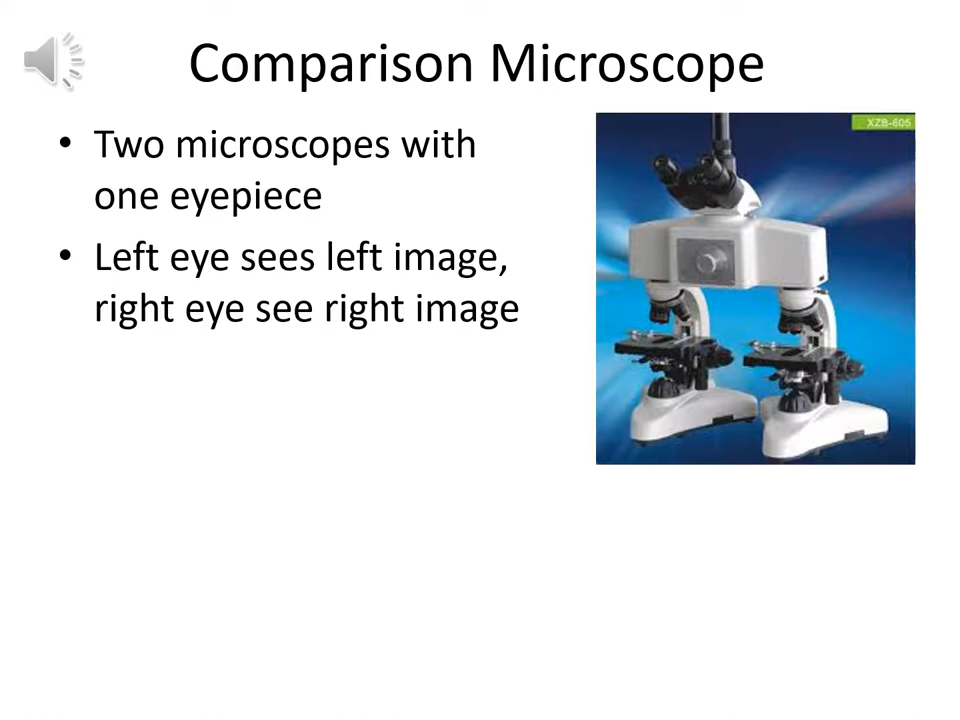 Comparison Microscope
• Two microscopes with
one eyepiece
• Left eye sees left image,
right eye see right image
XZB-605